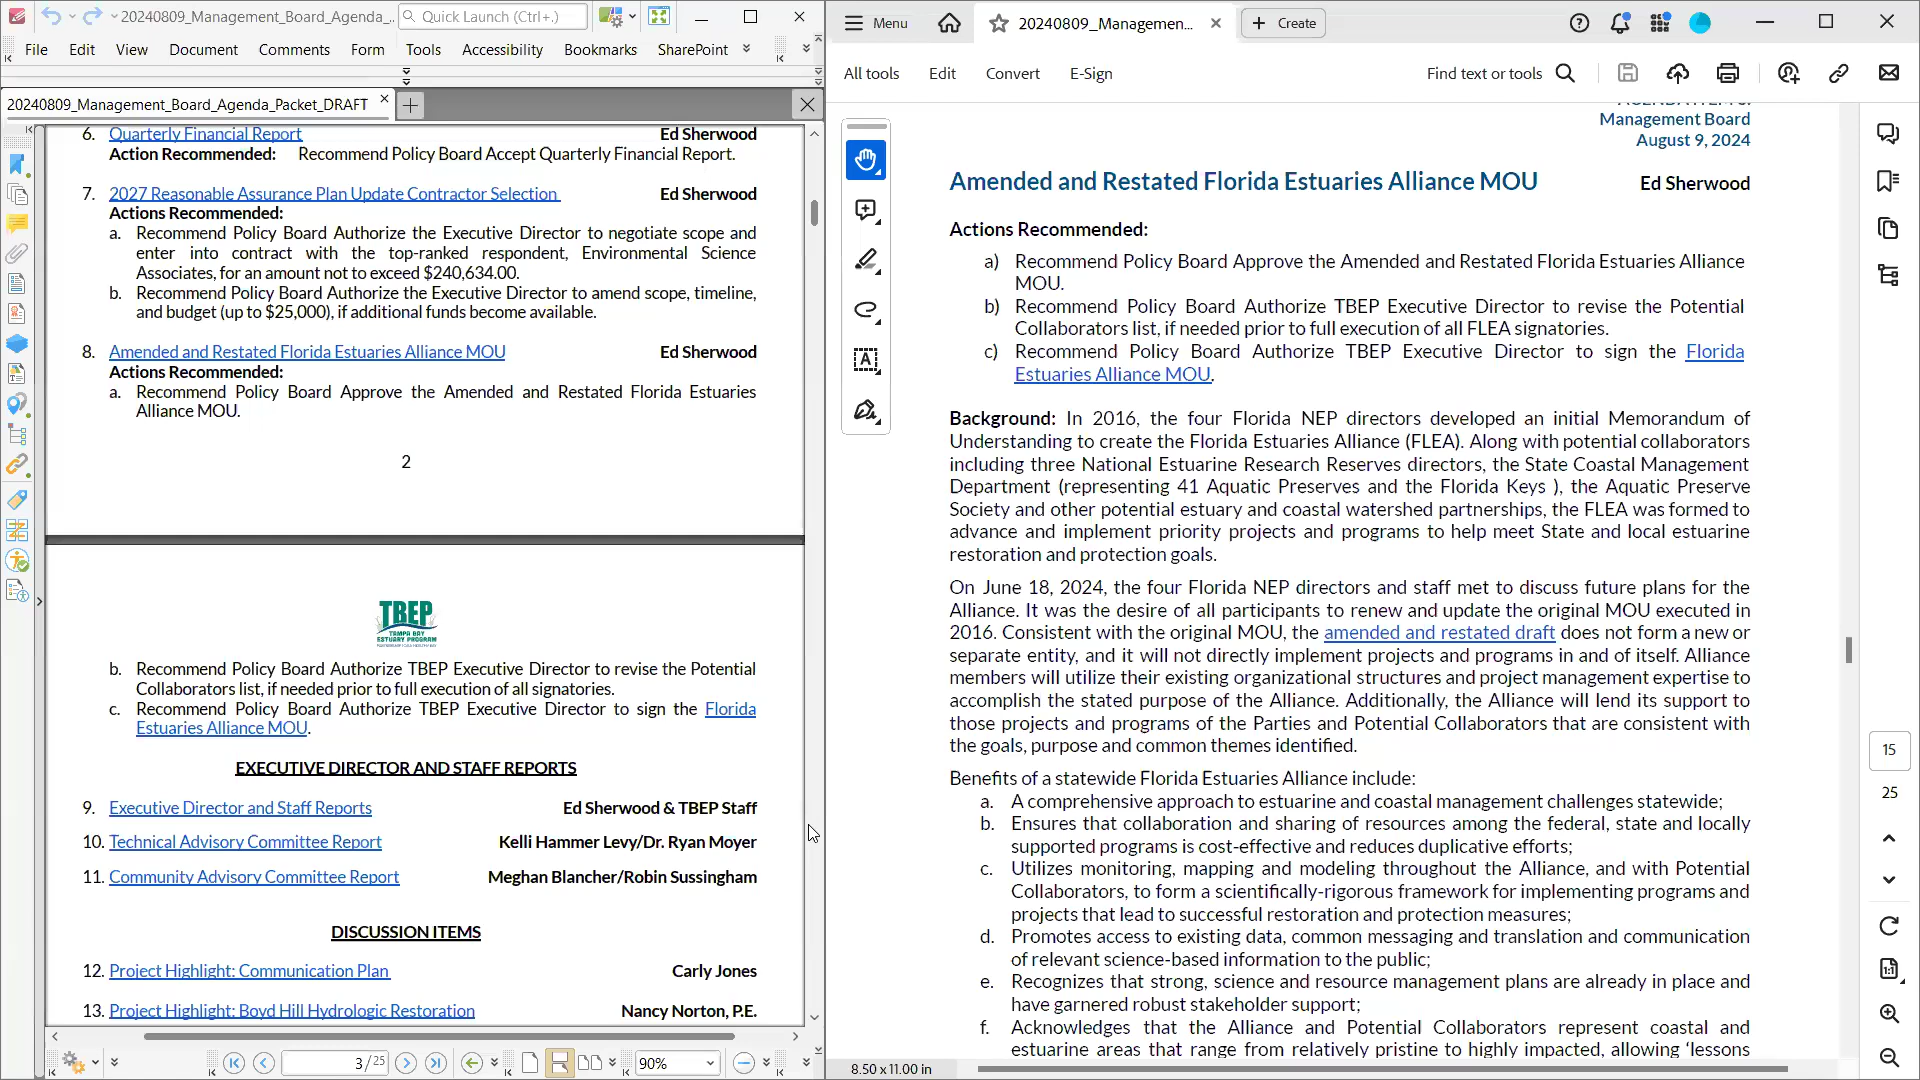 20240809_Management_Board_Agenda_...
Quick Launch (Ctrl+.)
File Edit View Document Comments Form Tools Accessibility Bookmarks SharePoint
20240809_Management_Board_Agenda_Packet_DRAFT
6. Quarterly Financial Report Ed Sherwood
Action Recommended: Recommend Policy Board Accept Quarterly Financial Report.
7. 2027 Reasonable Assurance Plan Update Contractor Selection Ed Sherwood
Actions Recommended:
a. Recommend Policy Board Authorize the Executive Director to negotiate scope and
enter into contract with the top-ranked respondent, Environmental Science
Associates, for an amount not to exceed $240,634.00.
b. Recommend Policy Board Authorize the Executive Director to amend scope, timeline,
and budget (up to $25,000), if additional funds become available.
8. Amended and Restated Florida Estuaries Alliance MOU Ed Sherwood
Actions Recommended:
a. Recommend Policy Board Approve the Amended and Restated Florida Estuaries
Alliance MOU.
2
TBEP
TAMPA BAY
ESTUARY PROGRAM
b. Recommend Policy Board Authorize TBEP Executive Director to revise the Potential
Collaborators list, if needed prior to full execution of all signatories.
c. Recommend Policy Board Authorize TBEP Executive Director to sign the Florida
Estuaries Alliance MOU.
EXECUTIVE DIRECTOR AND STAFF REPORTS
9. Executive Director and Staff Reports Ed Sherwood & TBEP Staff
10. Technical Advisory Committee Report Kelli Hammer Levy/Dr. Ryan Moyer
11. Community Advisory Committee Report Meghan Blancher/Robin Sussingham
DISCUSSION ITEMS
12. Project Highlight: Communication Plan Carly Jones
13. Project Highlight: Boyd Hill Hydrologic Restoration Nancy Norton, P.E.
3 / 25
90%
Menu
20240809_Managemen...
Create
All tools Edit Convert E-Sign
Find text or tools
Management Board
August 9, 2024
Amended and Restated Florida Estuaries Alliance MOU Ed Sherwood
Actions Recommended:
a) Recommend Policy Board Approve the Amended and Restated Florida Estuaries Alliance
MOU.
b) Recommend Policy Board Authorize TBEP Executive Director to revise the Potential
Collaborators list, if needed prior to full execution of all FLEA signatories.
c) Recommend Policy Board Authorize TBEP Executive Director to sign the Florida
Estuaries Alliance MOU.
Background: In 2016, the four Florida NEP directors developed an initial Memorandum of
Understanding to create the Florida Estuaries Alliance (FLEA). Along with potential collaborators
including three National Estuarine Research Reserves directors, the State Coastal Management
Department (representing 41 Aquatic Preserves and the Florida Keys ), the Aquatic Preserve
Society and other potential estuary and coastal watershed partnerships, the FLEA was formed to
advance and implement priority projects and programs to help meet State and local estuarine
restoration and protection goals.
On June 18, 2024, the four Florida NEP directors and staff met to discuss future plans for the
Alliance. It was the desire of all participants to renew and update the original MOU executed in
2016. Consistent with the original MOU, the amended and restated draft does not form a new or
separate entity, and it will not directly implement projects and programs in and of itself. Alliance
members will utilize their existing organizational structures and project management expertise to
accomplish the stated purpose of the Alliance. Additionally, the Alliance will lend its support to
those projects and programs of the Parties and Potential Collaborators that are consistent with
the goals, purpose and common themes identified.
Benefits of a statewide Florida Estuaries Alliance include:
a. A comprehensive approach to estuarine and coastal management challenges statewide;
b. Ensures that collaboration and sharing of resources among the federal, state and locally
supported programs is cost-effective and reduces duplicative efforts;
c. Utilizes monitoring, mapping and modeling throughout the Alliance, and with Potential
Collaborators, to form a scientifically-rigorous framework for implementing programs and
projects that lead to successful restoration and protection measures;
d. Promotes access to existing data, common messaging and translation and communication
of relevant science-based information to the public;
e. Recognizes that strong, science and resource management plans are already in place and
have garnered robust stakeholder support;
f. Acknowledges that the Alliance and Potential Collaborators represent coastal and
estuarine areas that range from relatively pristine to highly impacted, allowing ‘lessons
15
25
8.50 x 11.00 in